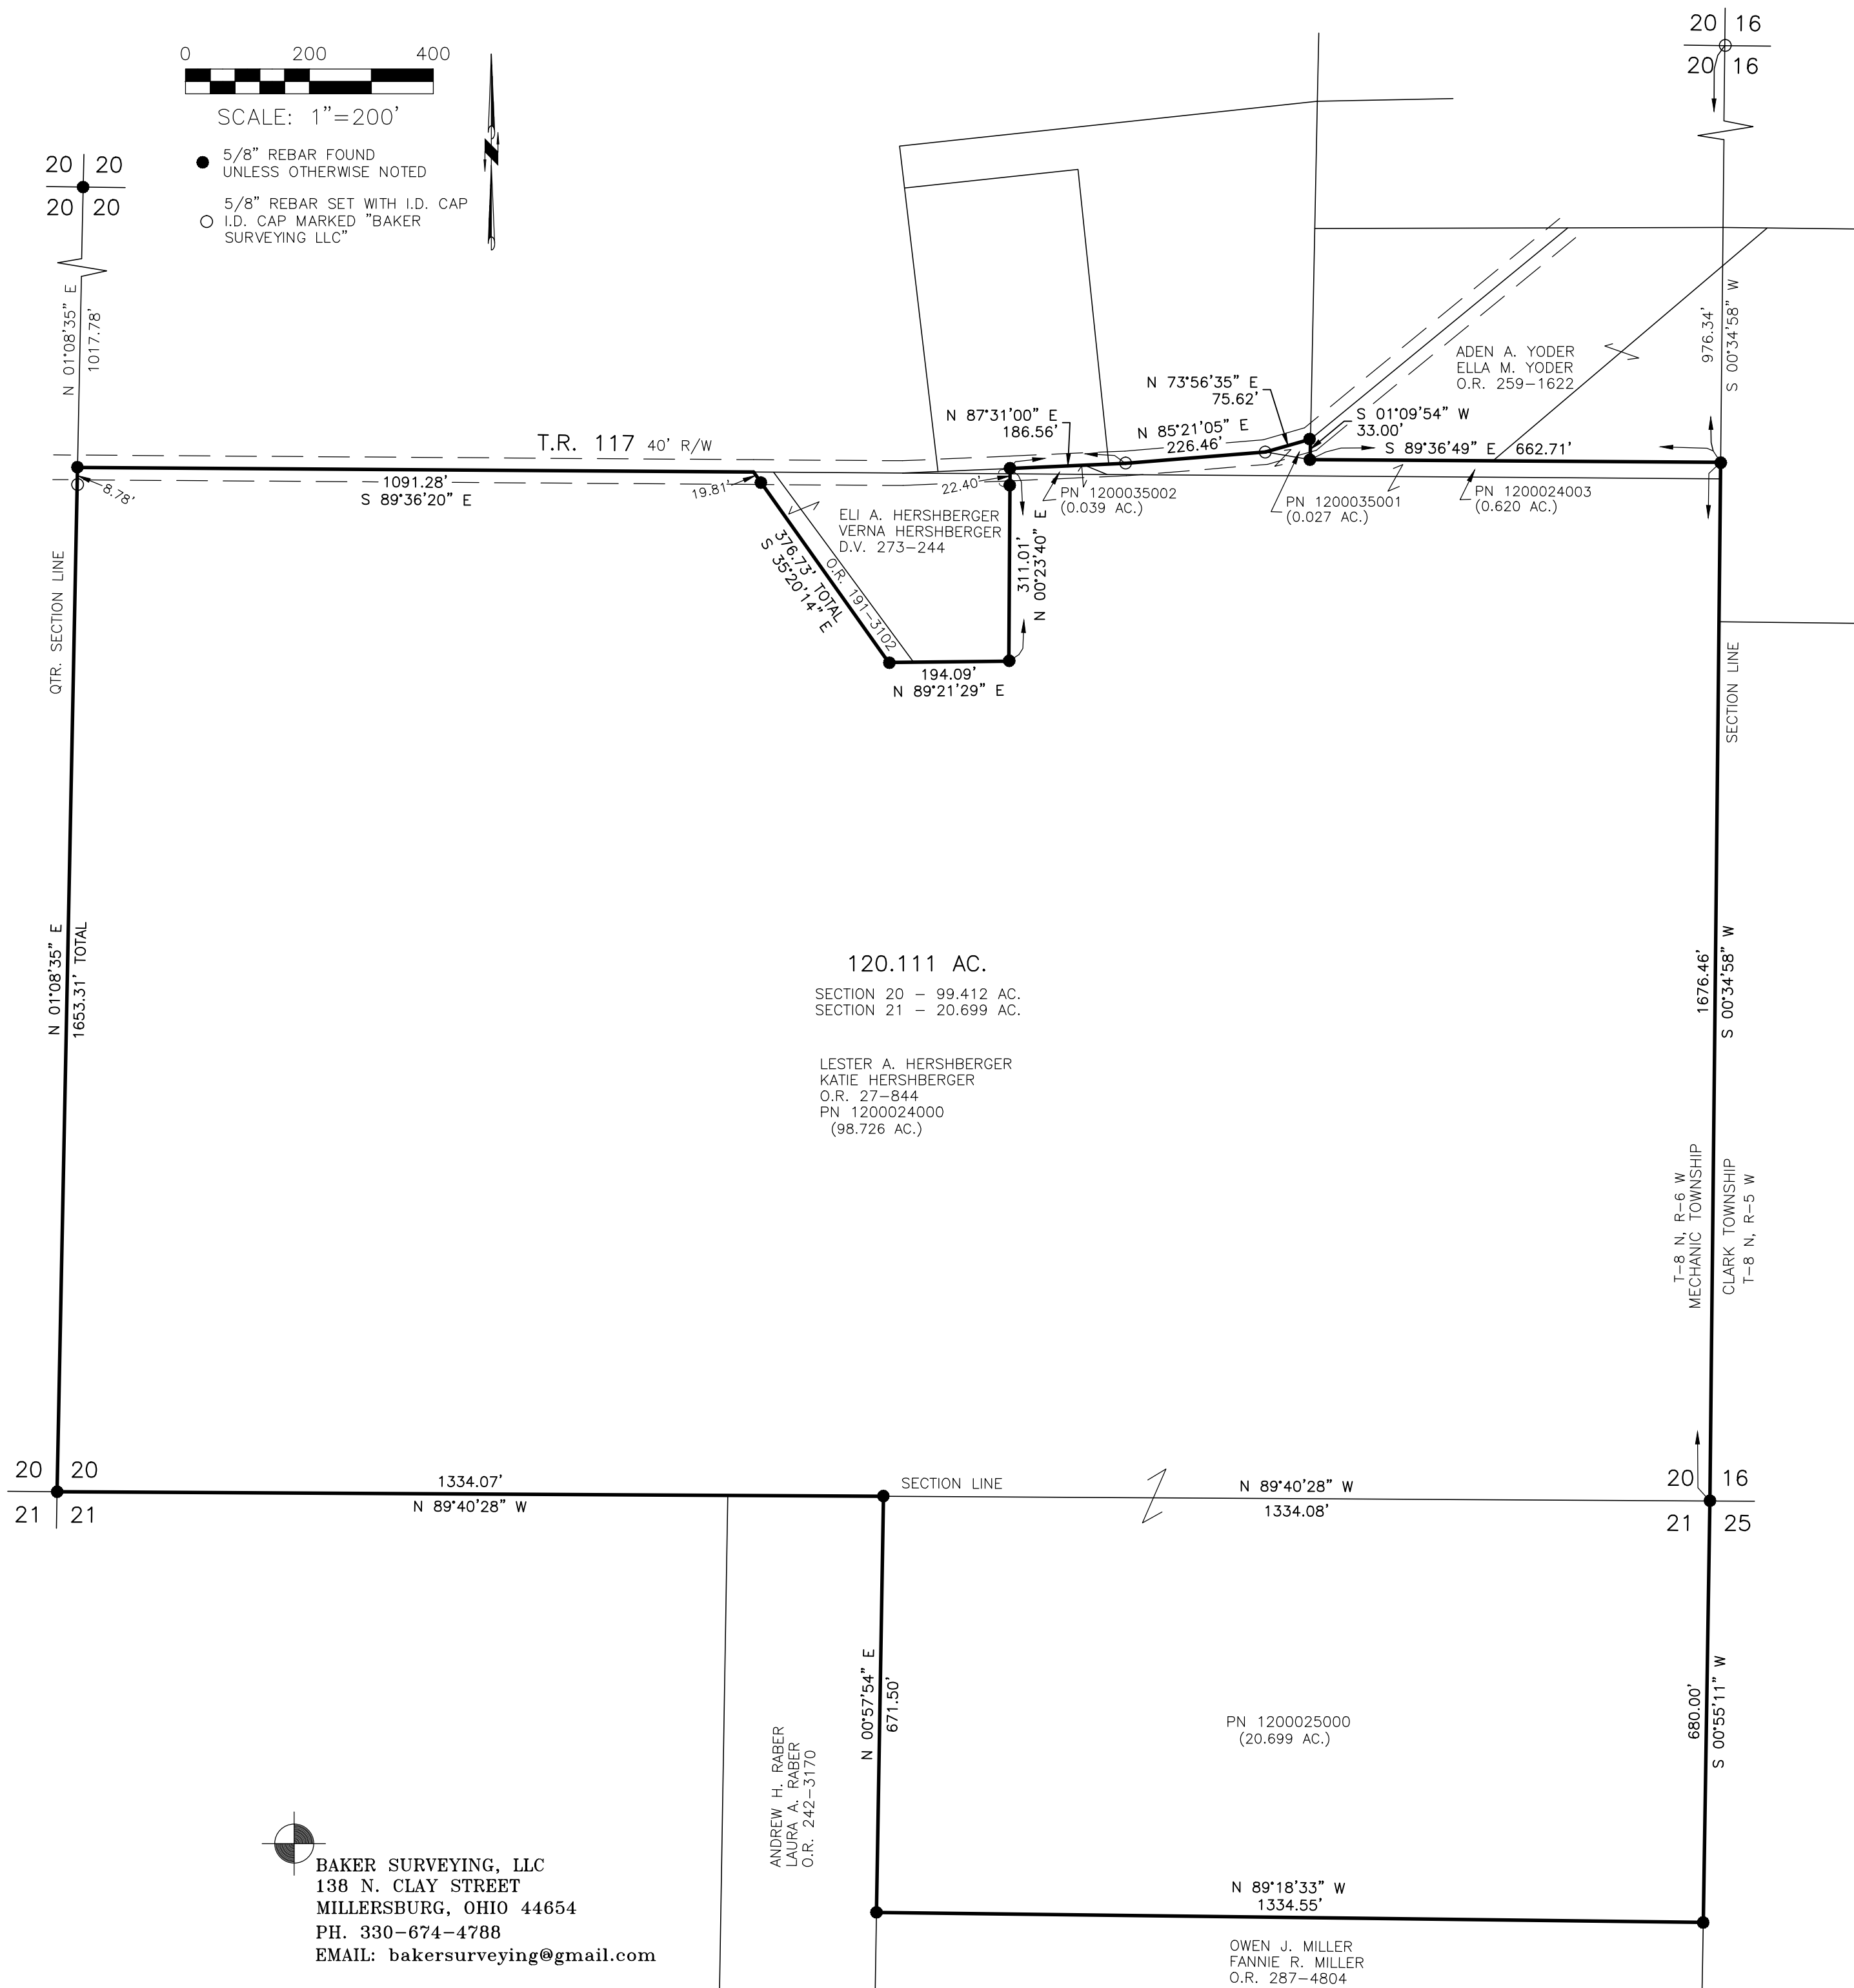 0 200 400
SCALE: 1"=200'
5/8" REBAR FOUND
UNLESS OTHERWISE NOTED
5/8" REBAR SET WITH I.D. CAP
I.D. CAP MARKED "BAKER
SURVEYING LLC"
N
20 20
20 20
20 16
20 16
N 01°08'35" E
1017.78'
976.34'
S 00°34'58" W
ADEN A. YODER
ELLA M. YODER
O.R. 259-1622
N 73°56'35" E
75.62'
N 87°31'00" E
186.56'
N 85°21'05" E
226.46'
S 01°09'54" W
33.00'
S 89°36'49" E 662.71'
T.R. 117 40' R/W
8.78'
1091.28'
S 89°36'20" E
19.81'
22.40'
PN 1200035002
(0.039 AC.)
PN 1200035001
(0.027 AC.)
PN 1200024003
(0.620 AC.)
ELI A. HERSHBERGER
VERNA HERSHBERGER
D.V. 273-244
376.73' TOTAL
S 35°20'14" E
O.R. 191-3102
311.01'
N 00°23'40" E
194.09'
N 89°21'29" E
QTR. SECTION LINE
SECTION LINE
N 01°08'35" E
1653.31' TOTAL
120.111 AC.
SECTION 20 - 99.412 AC.
SECTION 21 - 20.699 AC.
LESTER A. HERSHBERGER
KATIE HERSHBERGER
O.R. 27-844
PN 1200024000
(98.726 AC.)
1676.46'
S 00°34'58" W
T-8 N, R-6 W
MECHANIC TOWNSHIP
CLARK TOWNSHIP
T-8 N, R-5 W
20 20
21 21
1334.07'
N 89°40'28" W
SECTION LINE
N 89°40'28" W
1334.08'
20 16
21 25
N 00°57'54" E
671.50'
680.00'
S 00°55'11" W
PN 1200025000
(20.699 AC.)
ANDREW H. RABER
LAURA A. RABER
O.R. 242-3170
N 89°18'33" W
1334.55'
OWEN J. MILLER
FANNIE R. MILLER
O.R. 287-4804
BAKER SURVEYING, LLC
138 N. CLAY STREET
MILLERSBURG, OHIO 44654
PH. 330-674-4788
EMAIL: bakersurveying@gmail.com